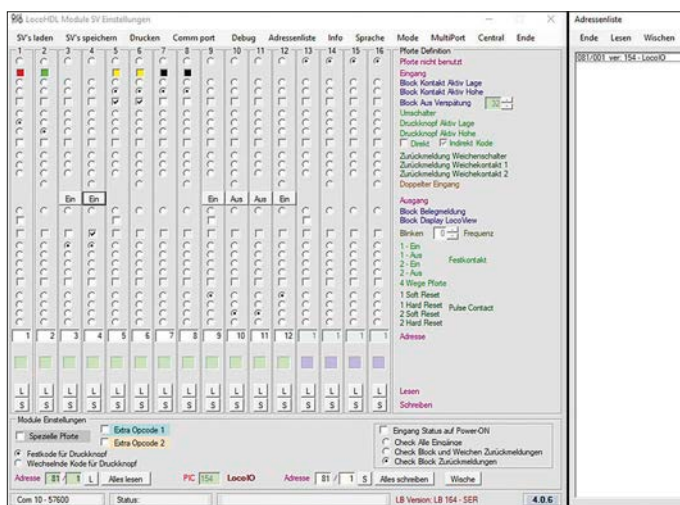 LocoHDL Module SV Einstellungen
SV's laden SV's speichern Drucken Comm port Debug Adressenliste Info Sprache Mode MultiPort Central Ende
1 2 3 4 5 6 7 8 9 10 11 12 13 14 15 16
Pforte Definition
Pforte nicht benutzt
Eingang
Block Kontakt Aktiv Lage
Block Kontakt Aktiv Hohe
Block Aus Verspätung 32
Umschalter
Druckknopf Aktiv Lage
Druckknopf Aktiv Hohe
Direkt Indirekt Kode
Zurückmeldung Weichenschalter
Zurückmeldung Weichekontakt 1
Zurückmeldung Weichekontakt 2
Doppelter Eingang
Ein Ein Ein Aus Aus Ein
Ausgang
Block Belegmeldung
Block Display LocoView
Blinken 0 Frequenz
1 - Ein
1 - Aus
2 - Ein
2 - Aus
Festkontakt
4 Wege Pforte
1 Soft Reset
1 Hard Reset
2 Soft Reset
2 Hard Reset
Pulse Contact
1 2 3 4 5 6 7 8 9 10 11 12 1 1 1 1 Adresse
L L L L L L L L L L L L L L L L Lesen
S S S S S S S S S S S S S S S S Schreiben
Module Einstellungen
Spezielle Pforte
Extra Opcode 1
Extra Opcode 2
Festkode für Druckknopf
Wechselnde Kode für Druckknopf
Eingang Status auf Power-ON
Check Alle Eingänge
Check Block und Weichen Zurückmeldungen
Check Block Zurückmeldungen
Adresse 81 / 1 L Alles lesen PIC 154 LocoIO Adresse 81 / 1 S Alles schreiben Wische
Com 10 - 57600 Status: LB Version: LB 164 - SER 4.0.6
Adressenliste
Ende Lesen Wischen
081/001 ver: 154 - LocoIO